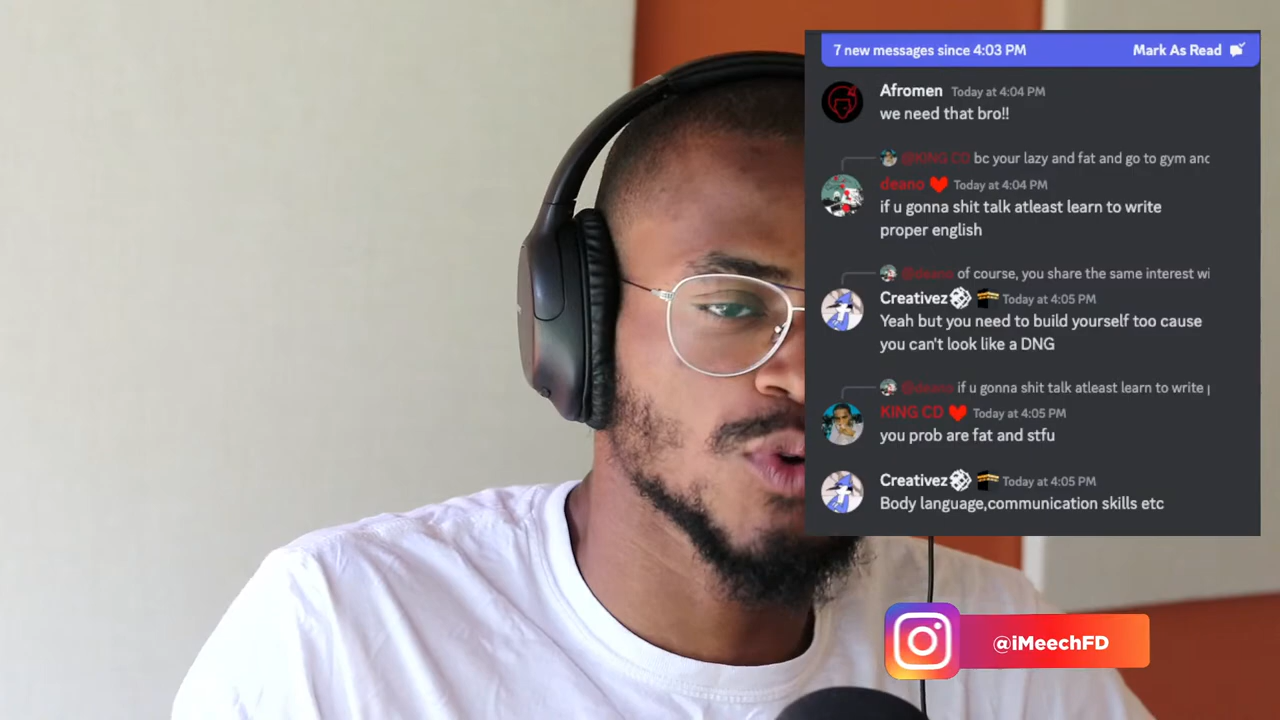 7 new messages since 4:03 PM Mark As Read
Afromen Today at 4:04 PM
we need that bro!!
@KING CD bc your lazy and fat and go to gym and
deano Today at 4:04 PM
if u gonna shit talk atleast learn to write
proper english
@deano of course, you share the same interest wi
Creativez Today at 4:05 PM
Yeah but you need to build yourself too cause
you can't look like a DNG
@deano if u gonna shit talk atleast learn to write
KING CD Today at 4:05 PM
you prob are fat and stfu
Creativez Today at 4:05 PM
Body language,communication skills etc
@iMeechFD